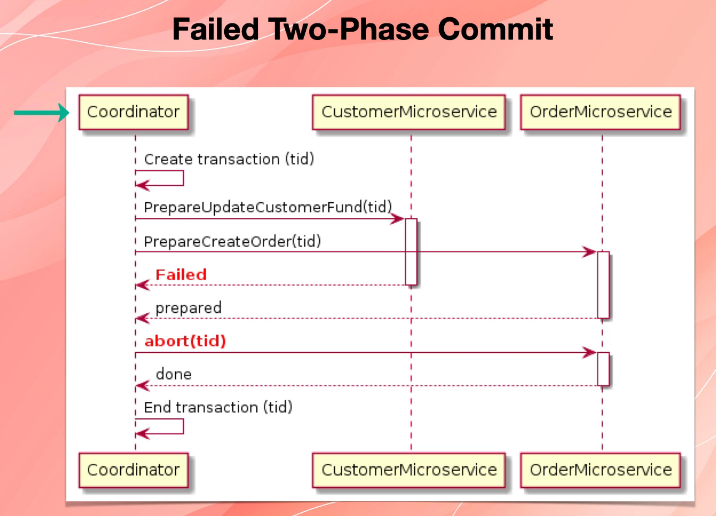 Failed Two-Phase Commit
Coordinator CustomerMicroservice OrderMicroservice
Create transaction (tid)
PrepareUpdateCustomerFund(tid)
PrepareCreateOrder(tid)
Failed
prepared
abort(tid)
done
End transaction (tid)
Coordinator CustomerMicroservice OrderMicroservice